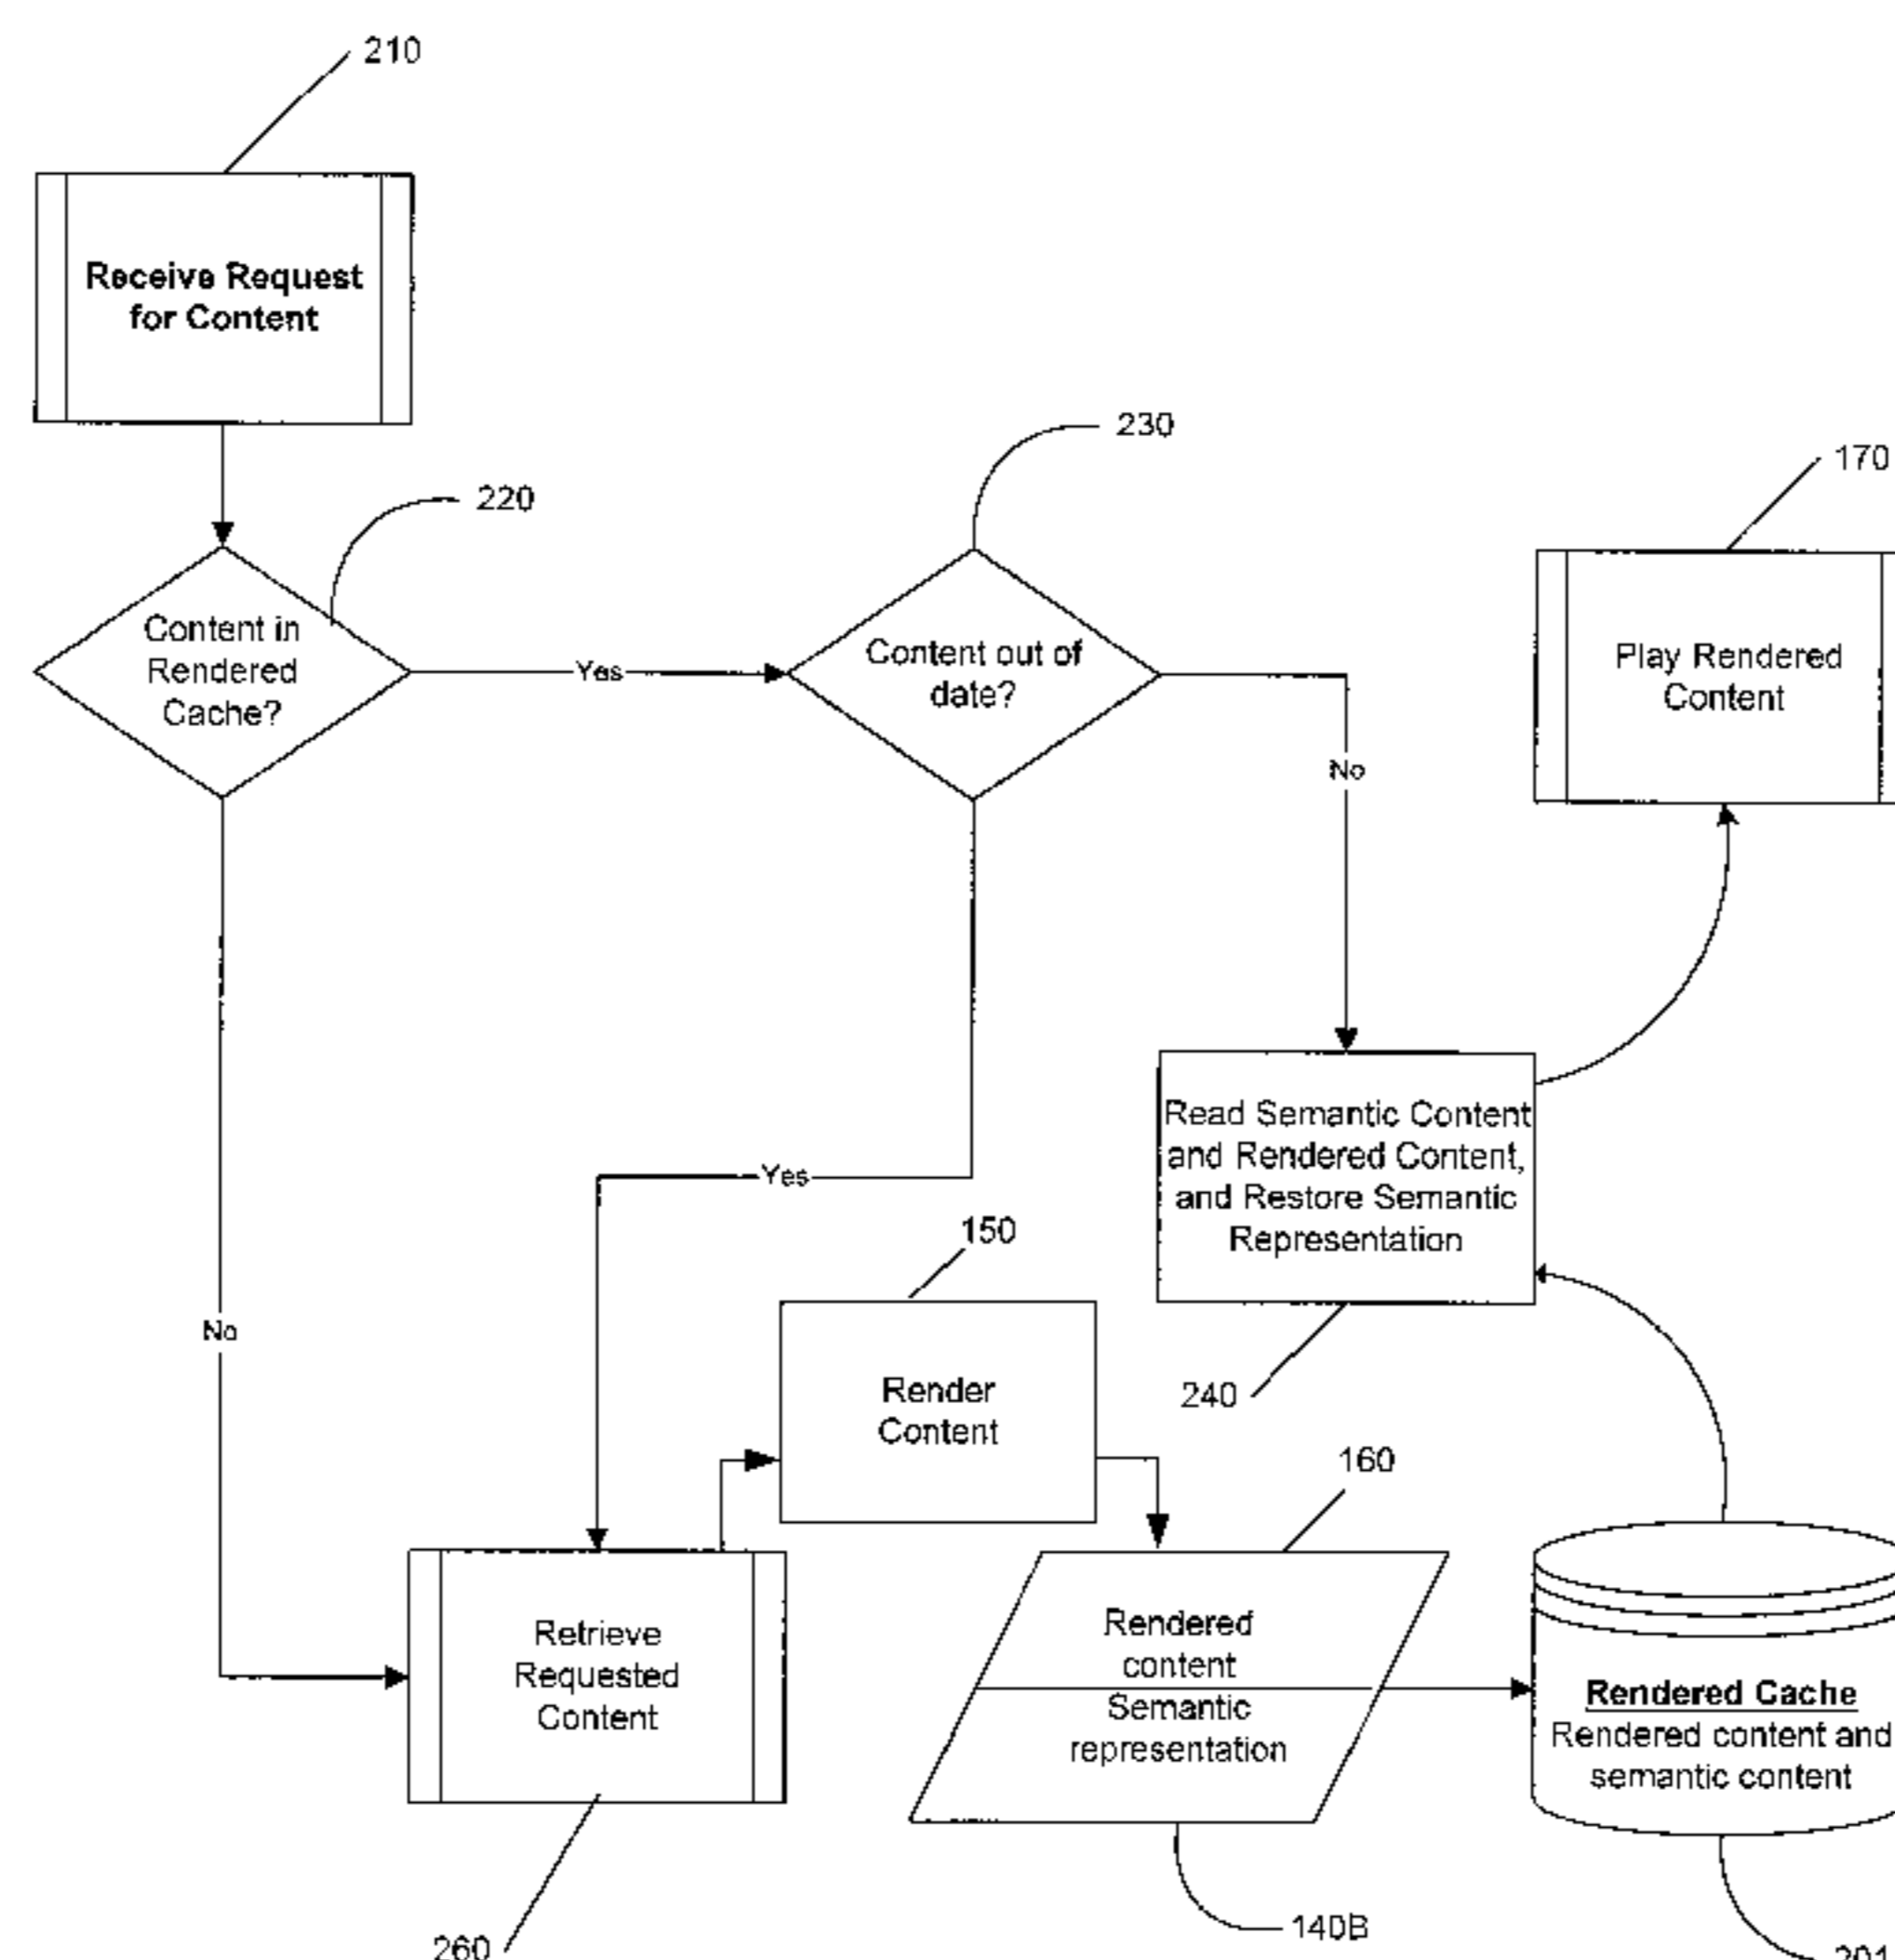 210
Receive Request
for Content
230
170
220
Content in
Rendered
Cache?
Yes
Content out of
date?
No
Play Rendered
Content
Read Semantic Content
and Rendered Content,
and Restore Semantic
Representation
Yes
150
No
240
Render
Content
160
Retrieve
Requested
Content
Rendered
content
Semantic
representation
Rendered Cache
Rendered content and
semantic content
260
140B
201